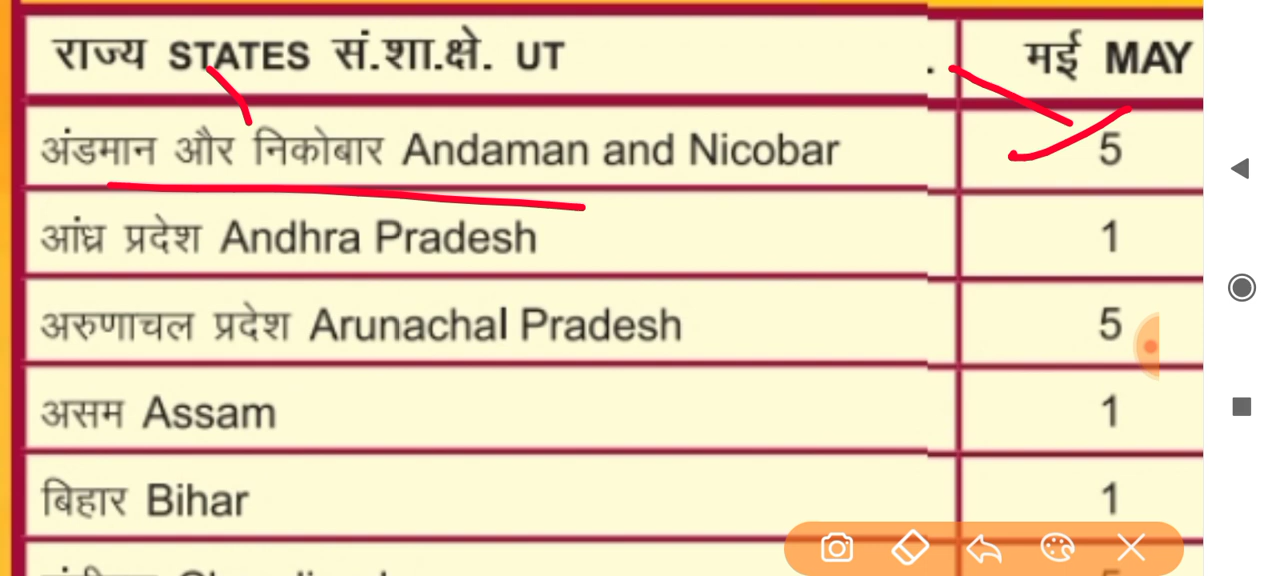 राज्य STATES सं.शा.क्षे. UT . मई MAY
अंडमान और निकोबार Andaman and Nicobar 5
आंध्र प्रदेश Andhra Pradesh 1
अरुणाचल प्रदेश Arunachal Pradesh 5
असम Assam 1
बिहार Bihar 1